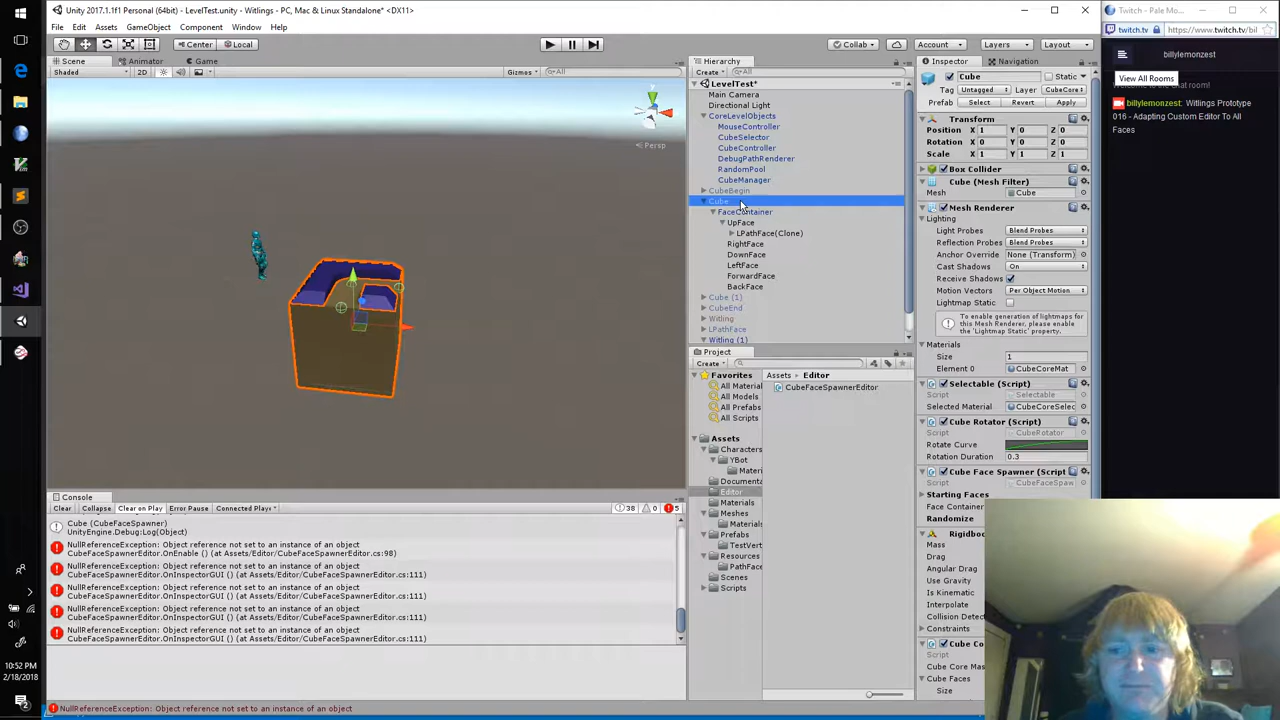 Unity 2017.1.1f1 Personal (64bit) - LevelTest.unity - Witlings - PC, Mac & Linux Standalone* <DX11>
File Edit Assets GameObject Component Window Help
Center Local
Collab Account Layers Layout
Scene Animator Game
Shaded 2D Gizmos All
Persp
Hierarchy
Create All
LevelTest*
Main Camera
Directional Light
CoreLevelObjects
MouseController
CubeSelector
CubeController
DebugPathRenderer
RandomPool
CubeManager
CubeBegin
Cube
FaceContainer
UpFace
LPathFace(Clone)
RightFace
DownFace
LeftFace
ForwardFace
BackFace
Cube (1)
CubeEnd
Witling
LPathFace
Witling (1)
Project
Create
Favorites
All Material
All Models
All Prefabs
All Scripts
Assets
Characters
YBot
Materi
Documenta
Editor
Materials
Meshes
Materials
Prefabs
TestVert
Resources
PathFace
Scenes
Scripts
Assets Editor
CubeFaceSpawnerEditor
Inspector Navigation
Cube Static
Tag Untagged Layer CubeCore
Prefab Select Revert Apply
Transform
Position X 1 Y 0 Z 0
Rotation X 0 Y 0 Z 0
Scale X 1 Y 1 Z 1
Box Collider
Cube (Mesh Filter)
Mesh Cube
Mesh Renderer
Lighting
Light Probes Blend Probes
Reflection Probes Blend Probes
Anchor Override None (Transform)
Cast Shadows On
Receive Shadows
Motion Vectors Per Object Motion
Lightmap Static
To enable generation of lightmaps for
this Mesh Renderer, please enable
the 'Lightmap Static' property.
Materials
Size 1
Element 0 CubeCoreMat
Selectable (Script)
Script Selectable
Selected Material CubeCoreSelec
Cube Rotator (Script)
Script CubeRotator
Rotate Curve
Rotation Duration 0.3
Cube Face Spawner (Script
Script CubeFaceSpaw
Starting Faces
Face Container
Randomize
Rigidbo
Mass
Drag
Angular Drag
Use Gravity
Is Kinematic
Interpolate
Collision Detec
Constraints
Cube Co
Script
Cube Core Mas
Cube Faces
Size
Console
Clear Collapse Clear on Play Error Pause Connected Play 38 0 5
Cube (CubeFaceSpawner)
UnityEngine.Debug:Log(Object)
NullReferenceException: Object reference not set to an instance of an object
CubeFaceSpawnerEditor.OnEnable () (at Assets/Editor/CubeFaceSpawnerEditor.cs:98)
NullReferenceException: Object reference not set to an instance of an object
CubeFaceSpawnerEditor.OnInspectorGUI () (at Assets/Editor/CubeFaceSpawnerEditor.cs:111)
NullReferenceException: Object reference not set to an instance of an object
CubeFaceSpawnerEditor.OnInspectorGUI () (at Assets/Editor/CubeFaceSpawnerEditor.cs:111)
NullReferenceException: Object reference not set to an instance of an object
CubeFaceSpawnerEditor.OnInspectorGUI () (at Assets/Editor/CubeFaceSpawnerEditor.cs:111)
NullReferenceException: Object reference not set to an instance of an object
CubeFaceSpawnerEditor.OnInspectorGUI () (at Assets/Editor/CubeFaceSpawnerEditor.cs:111)
NullReferenceException: Object reference not set to an instance of an object
Twitch - Pale Mo...
twitch.tv https://www.twitch.tv/bil
billylemonzest
View All Rooms
billylemonzest: Witlings Prototype
016 - Adapting Custom Editor To All
Faces
10:52 PM
2/18/2018
2